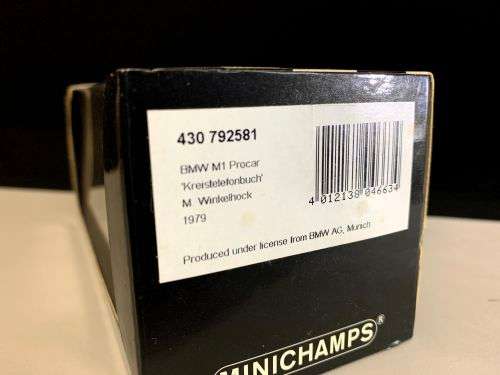 430 792581
BMW M1 Procar
'Kreistelefonbuch'
M. Winkelhock
1979
4 012138 046634
Produced under license from BMW AG, Munich
MINICHAMPS®